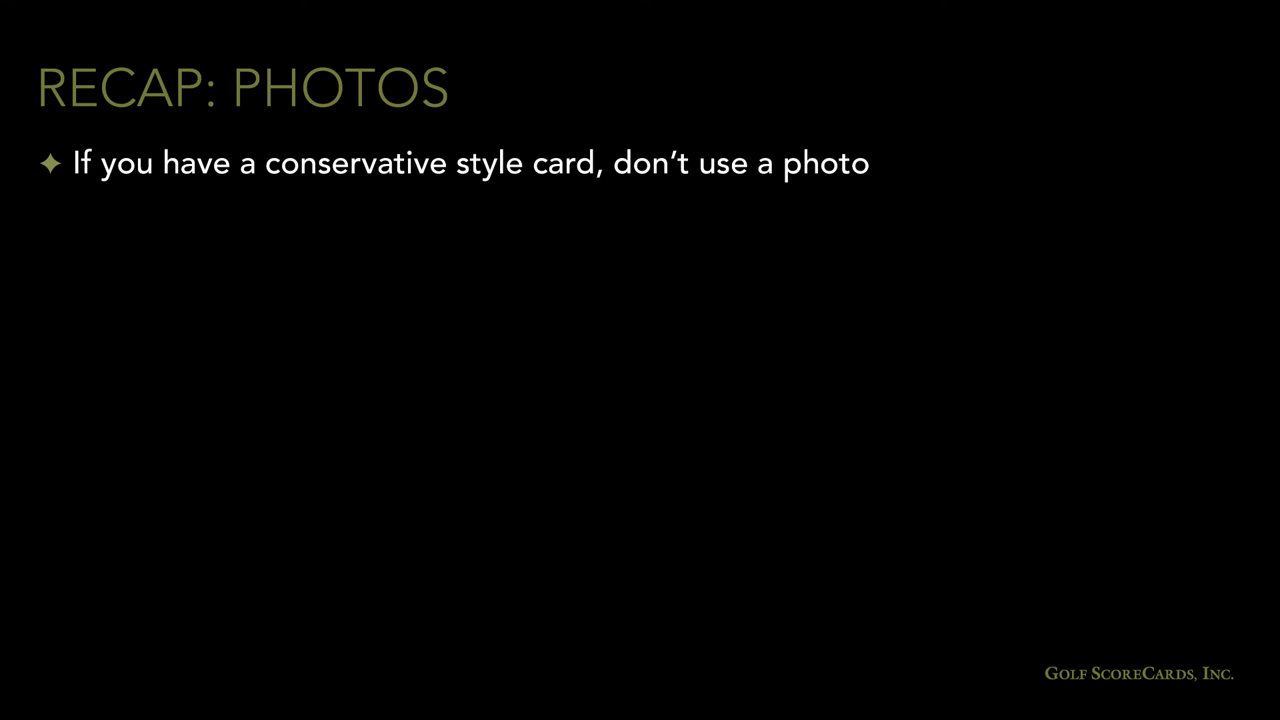 RECAP: PHOTOS
✦ If you have a conservative style card, don’t use a photo
GOLF SCORECARDS, INC.